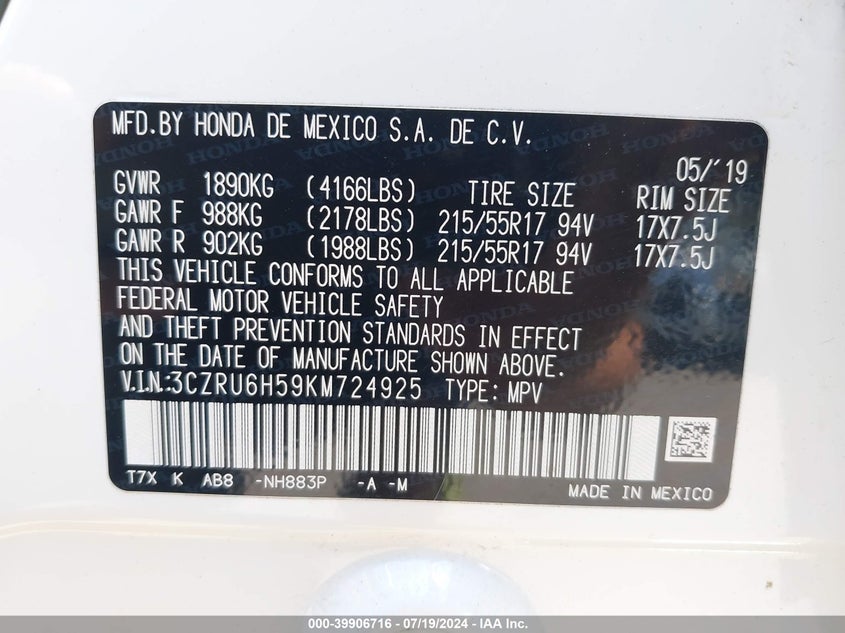 MFD.BY HONDA DE MEXICO S.A. DE C.V.
05/'19
GVWR 1890KG (4166LBS) TIRE SIZE RIM SIZE
GAWR F 988KG (2178LBS) 215/55R17 94V 17X7.5J
GAWR R 902KG (1988LBS) 215/55R17 94V 17X7.5J
THIS VEHICLE CONFORMS TO ALL APPLICABLE
FEDERAL MOTOR VEHICLE SAFETY
AND THEFT PREVENTION STANDARDS IN EFFECT
ON THE DATE OF MANUFACTURE SHOWN ABOVE.
V.I.N.:3CZRU6H59KM724925 TYPE: MPV
T7X K AB8 -NH883P -A -M
MADE IN MEXICO
000-39906716 - 07/19/2024 - COPYRIGHT 2024 IAA, LLC.